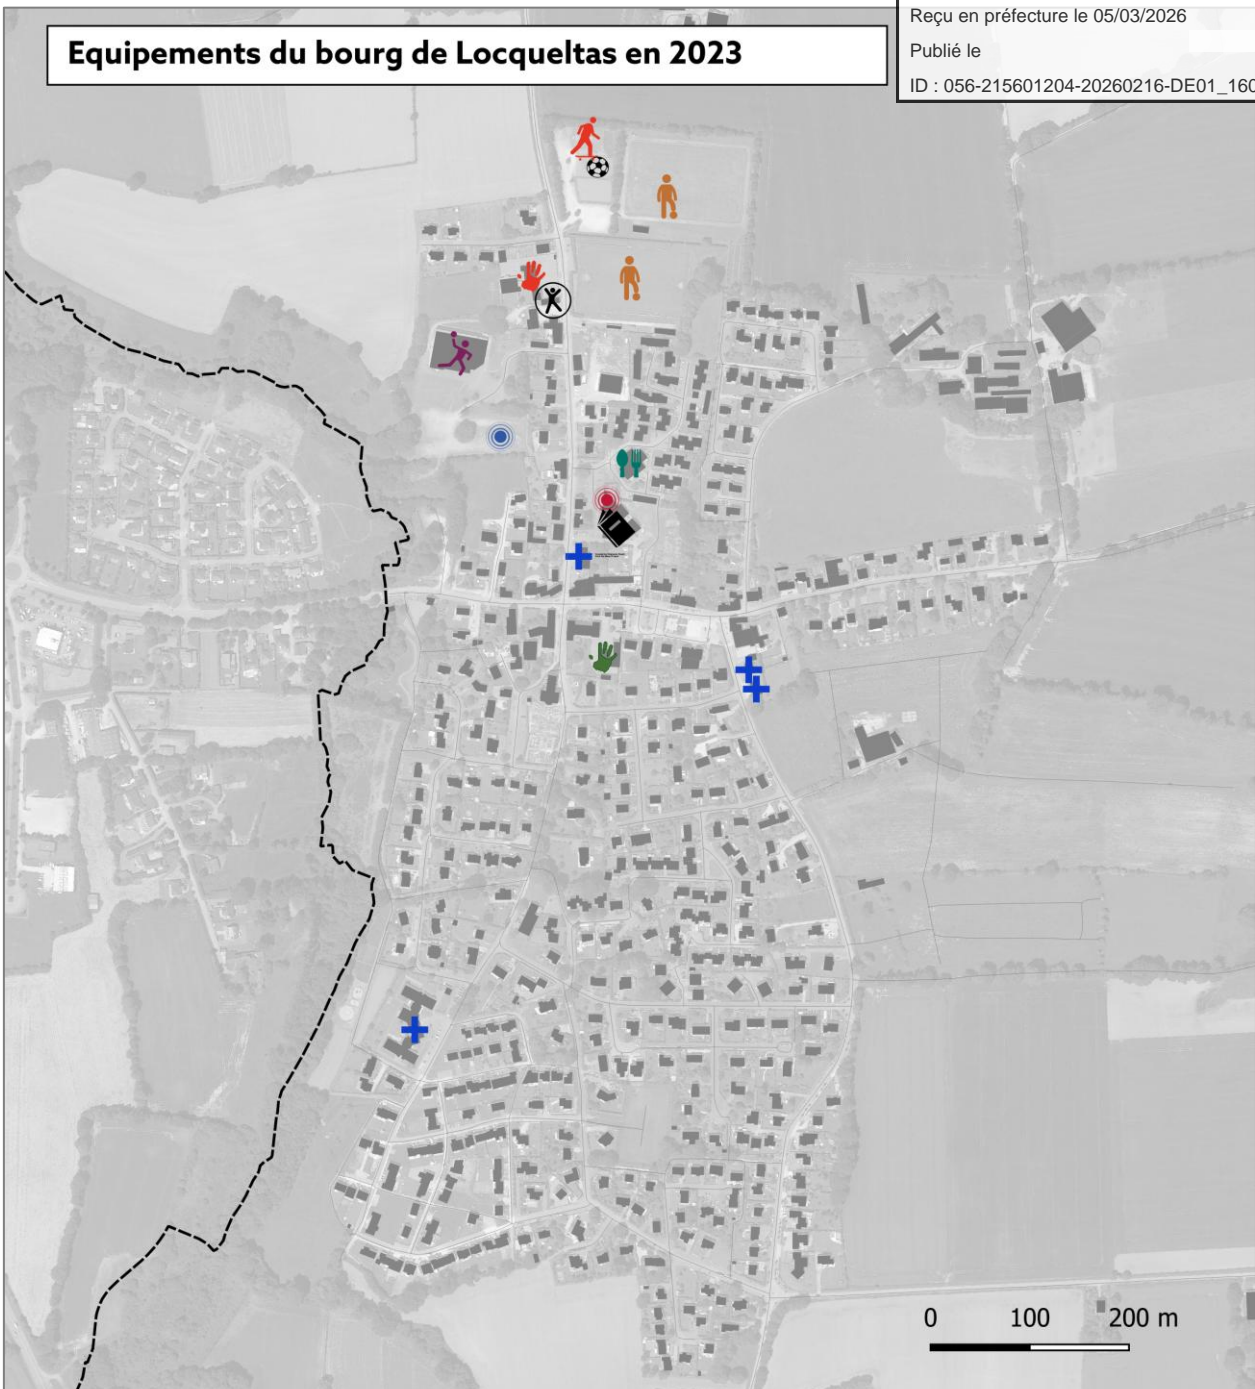 Reçu en préfecture le 05/03/2026
Equipements du bourg de Locqueltas en 2023
Publié le
ID : 056-215601204-20260216-DE01_160
0 100 200 m